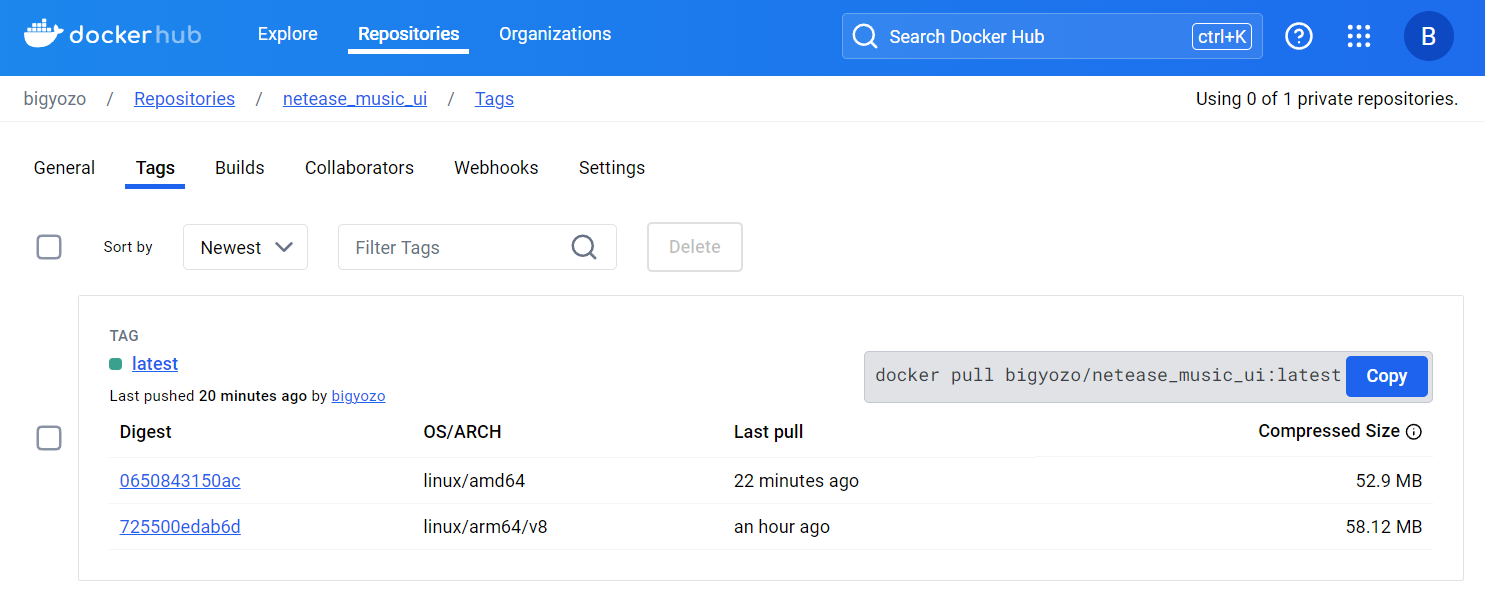 dockerhub Explore Repositories Organizations Search Docker Hub ctrl+K ? B
bigyozo / Repositories / netease_music_ui / Tags Using 0 of 1 private repositories.
General Tags Builds Collaborators Webhooks Settings
Sort by Newest Filter Tags Delete
TAG
latest
docker pull bigyozo/netease_music_ui:latest Copy
Last pushed 20 minutes ago by bigyozo
Digest OS/ARCH Last pull Compressed Size
0650843150ac linux/amd64 22 minutes ago 52.9 MB
725500edab6d linux/arm64/v8 an hour ago 58.12 MB